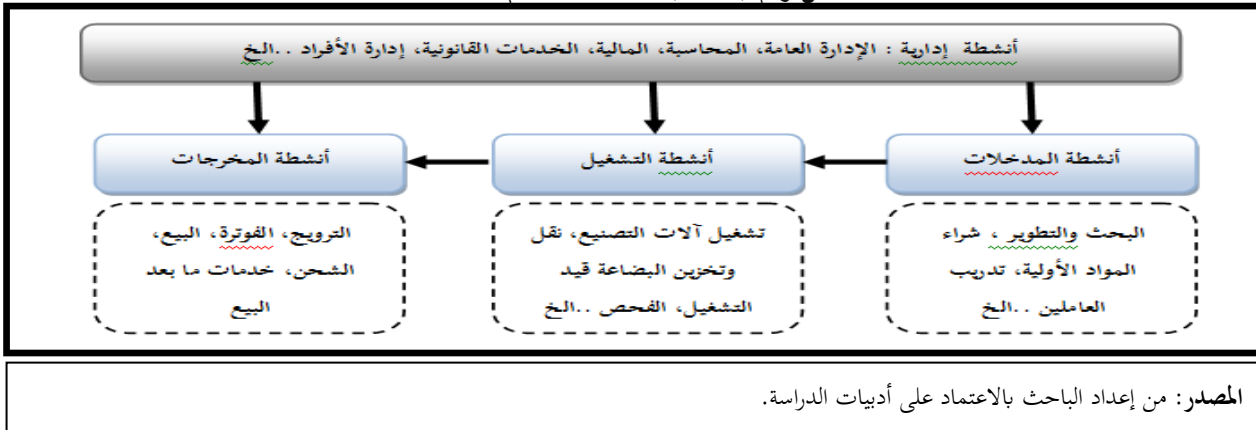 أنشطة إدارية : الإدارة العامة، المحاسبة، المالية، الخدمات القانونية، إدارة الأفراد ..الخ
أنشطة المدخلات
أنشطة التشغيل
أنشطة المخرجات
البحث والتطوير ، شراء
المواد الأولية، تدريب
العاملين ..الخ
تشغيل آلات التصنيع، نقل
وتخزين البضاعة قيد
التشغيل، الفحص ..الخ
الترويج، الفوترة، البيع،
الشحن، خدمات ما بعد
البيع
المصدر: من إعداد الباحث بالاعتماد على أدبيات الدراسة.